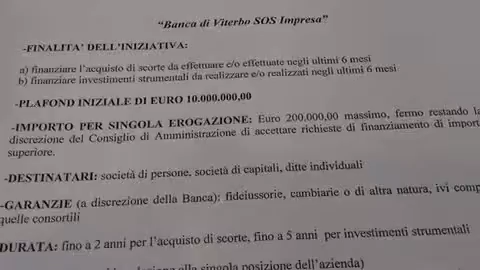 "Banca di Viterbo SOS Impresa"
-FINALITA' DELL'INIZIATIVA:
a) finanziare l'acquisto di scorte da effettuare e/o effettuate negli ultimi 6 mesi
b) finanziare investimenti strumentali da realizzare e/o realizzati negli ultimi 6 mesi
-PLAFOND INIZIALE DI EURO 10.000.000,00
-IMPORTO PER SINGOLA EROGAZIONE: Euro 200.000,00 massimo, fermo restando la
discrezione del Consiglio di Amministrazione di accettare richieste di finanziamento di import
superiore.
-DESTINATARI: società di persone, società di capitali, ditte individuali
-GARANZIE (a discrezione della Banca): fideiussorie, cambiarie o di altra natura, ivi comp
quelle consortili
DURATA: fino a 2 anni per l'acquisto di scorte, fino a 5 anni per investimenti strumentali
alla singola posizione dell'azienda)